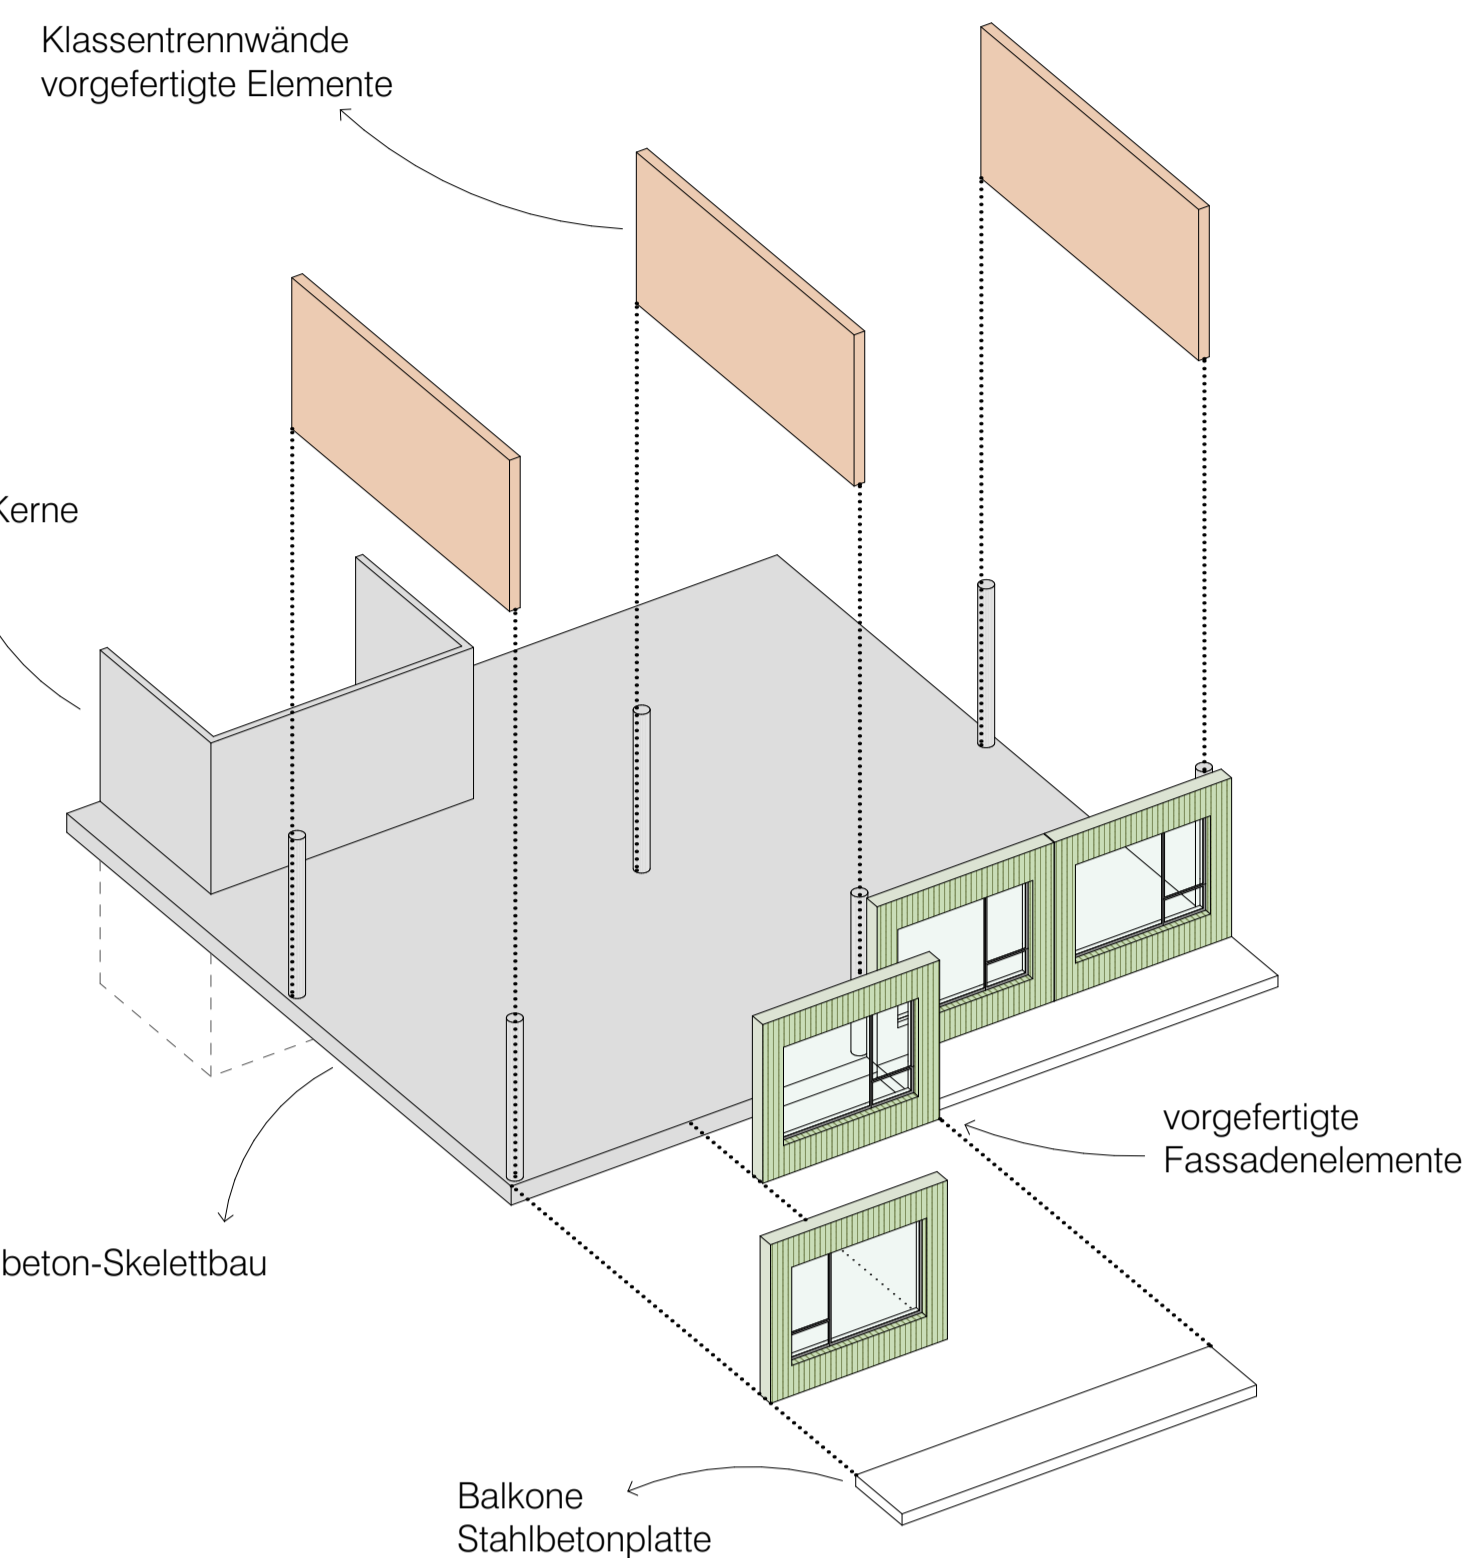 Klassentrennwände
vorgefertigte Elemente
Kerne
vorgefertigte
Fassadenelemente
beton-Skelettbau
Balkone
Stahlbetonplatte